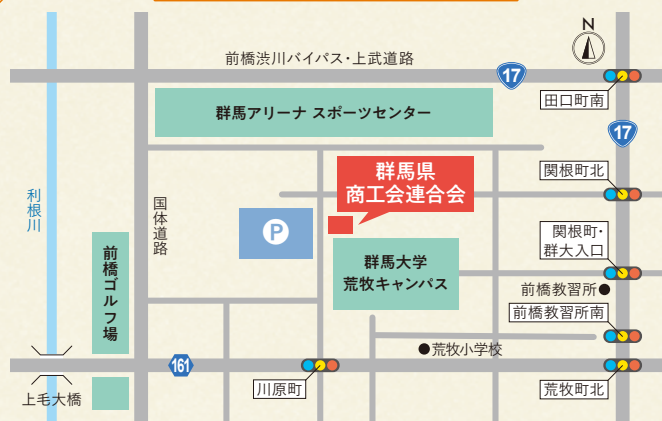 N
前橋渋川バイパス・上武道路
17
田口町南
群馬アリーナ スポーツセンター
17
群馬県
商工会連合会
関根町北
利根川
国体道路
P
関根町・
群大入口
前橋ゴルフ場
群馬大学
荒牧キャンパス
前橋教習所
前橋教習所南
荒牧小学校
161
川原町
荒牧町北
上毛大橋